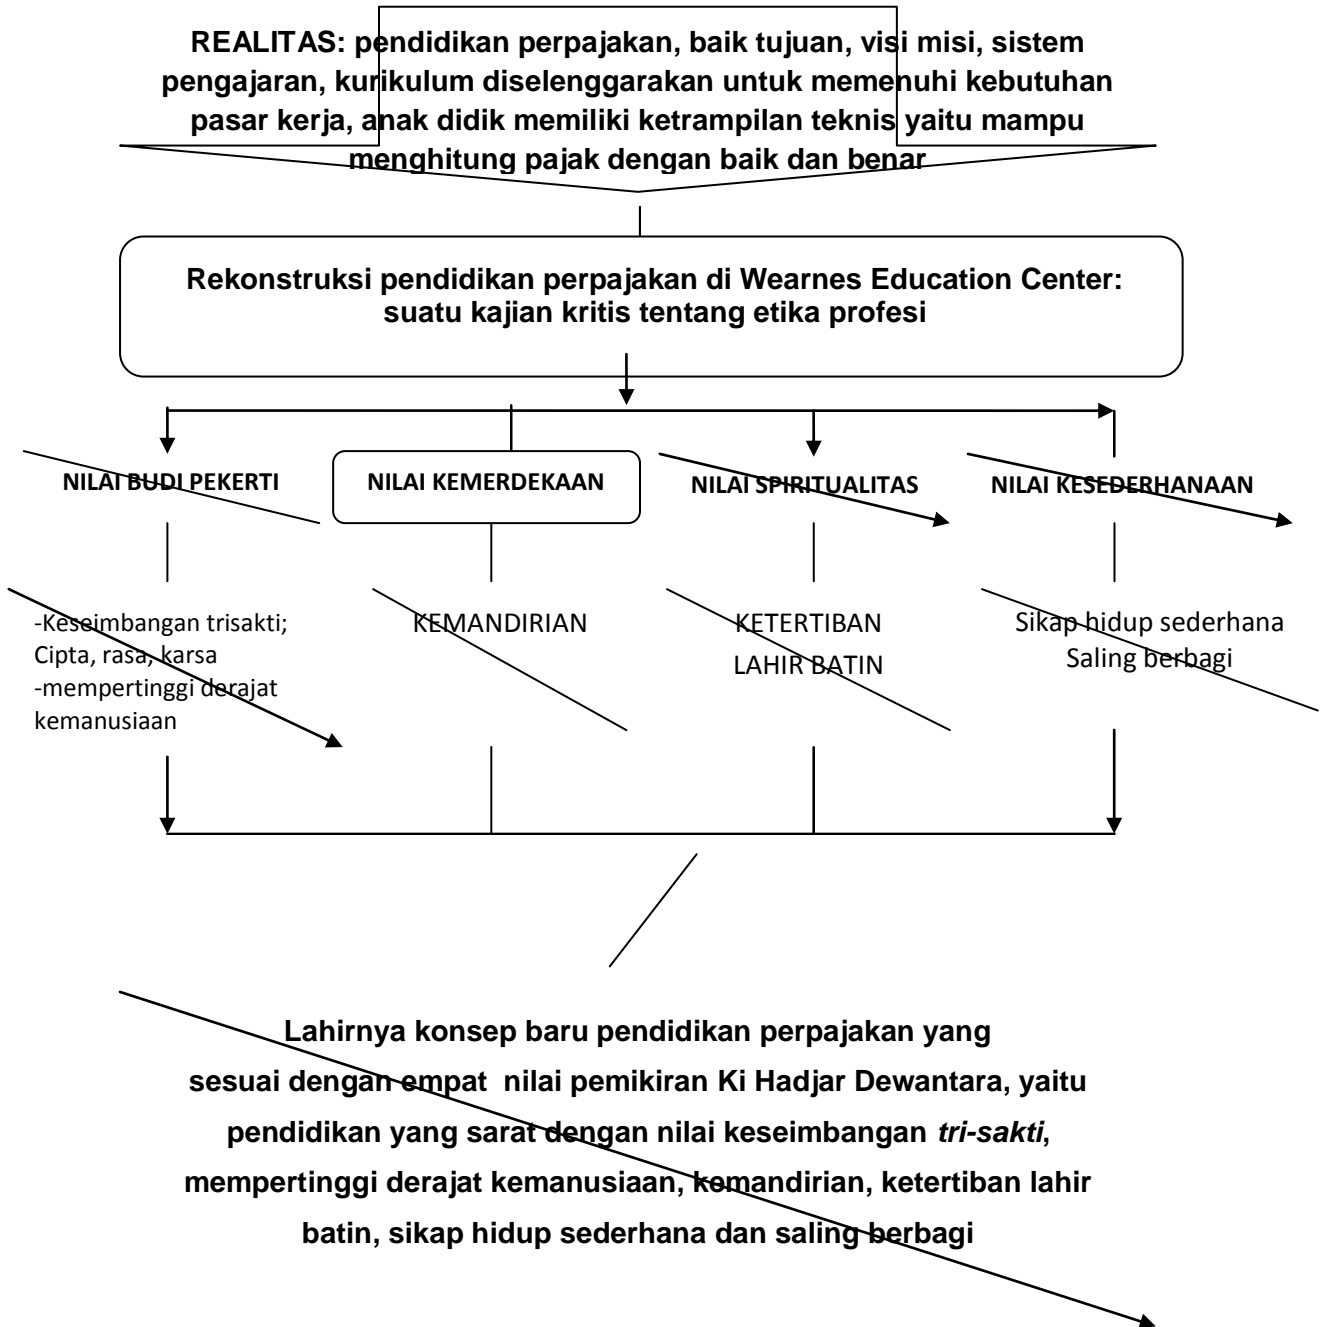 REALITAS: pendidikan perpajakan, baik tujuan, visi misi, sistem
pengajaran, kurikulum diselenggarakan untuk memenuhi kebutuhan
pasar kerja, anak didik memiliki ketrampilan teknis yaitu mampu
menghitung pajak dengan baik dan benar
Rekonstruksi pendidikan perpajakan di Wearnes Education Center:
suatu kajian kritis tentang etika profesi
NILAI BUDI PEKERTI
NILAI KEMERDEKAAN
NILAI SPIRITUALITAS
NILAI KESEDERHANAAN
-Keseimbangan trisakti;
Cipta, rasa, karsa
-mempertinggi derajat
kemanusiaan
KEMANDIRIAN
KETERTIBAN
LAHIR BATIN
Sikap hidup sederhana
Saling berbagi
Lahirnya konsep baru pendidikan perpajakan yang
sesuai dengan empat nilai pemikiran Ki Hadjar Dewantara, yaitu
pendidikan yang sarat dengan nilai keseimbangan tri-sakti,
mempertinggi derajat kemanusiaan, kemandirian, ketertiban lahir
batin, sikap hidup sederhana dan saling berbagi